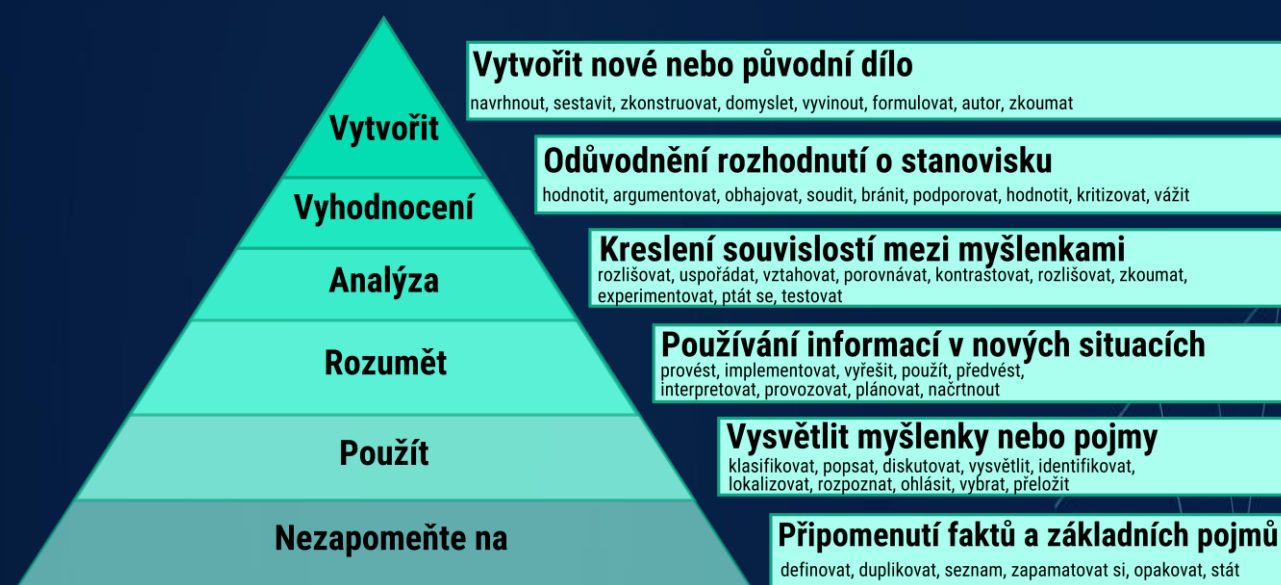 Vytvořit
Vytvořit nové nebo původní dílo
navrhnout, sestavit, zkonstruovat, domyslet, vyvinout, formulovat, autor, zkoumat
Vyhodnocení
Odůvodnění rozhodnutí o stanovisku
hodnotit, argumentovat, obhajovat, soudit, bránit, podporovat, hodnotit, kritizovat, vážit
Analýza
Kreslení souvislostí mezi myšlenkami
rozlišovat, uspořádat, vztahovat, porovnávat, kontrastovat, rozlišovat, zkoumat,
experimentovat, ptát se, testovat
Rozumět
Používání informací v nových situacích
provést, implementovat, vyřešit, použít, předvést,
interpretovat, provozovat, plánovat, načrtnout
Použít
Vysvětlit myšlenky nebo pojmy
klasifikovat, popsat, diskutovat, vysvětlit, identifikovat,
lokalizovat, rozpoznat, ohlásit, vybrat, přeložit
Nezapomeňte na
Připomenutí faktů a základních pojmů
definovat, duplikovat, seznam, zapamatovat si, opakovat, stát